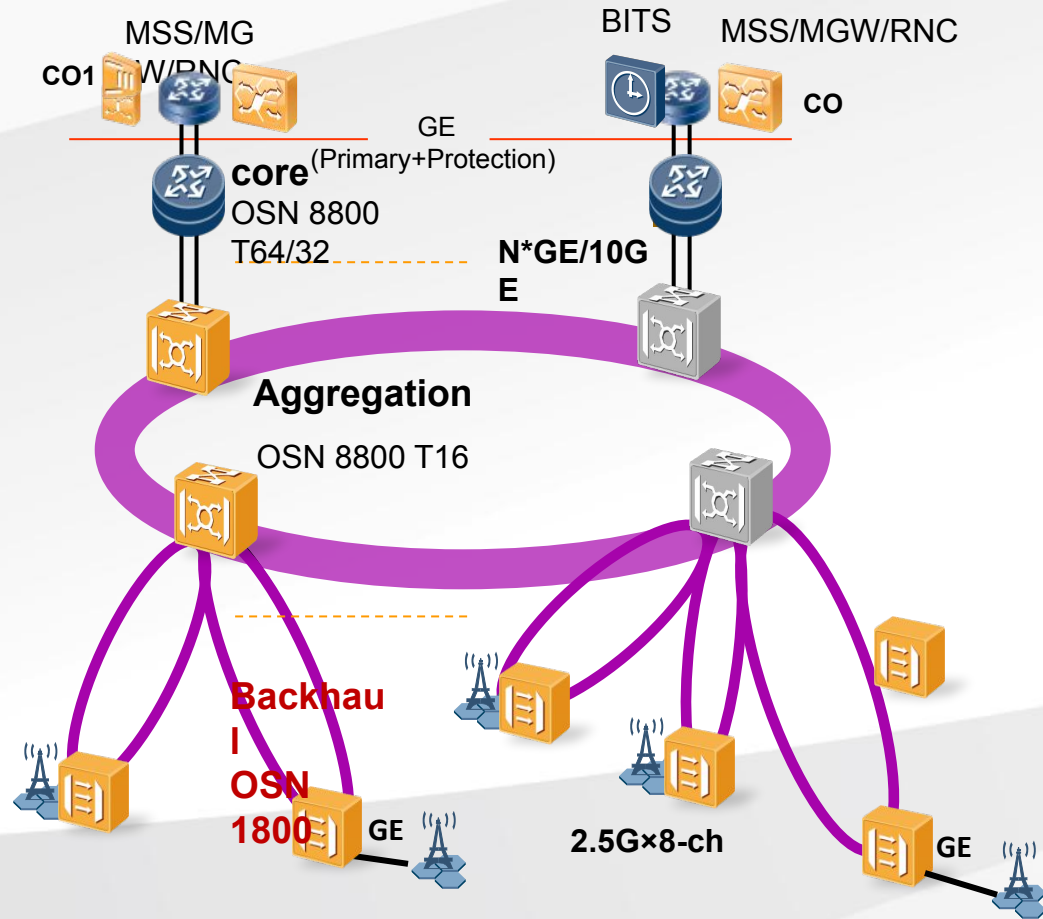 MSS/MG
W/RNC
CO1
BITS
MSS/MGW/RNC
CO
GE
(Primary+Protection)
core
OSN 8800
T64/32
N*GE/10G
E
Aggregation
OSN 8800 T16
Backhau
l
OSN
1800
GE
2.5G×8-ch
GE